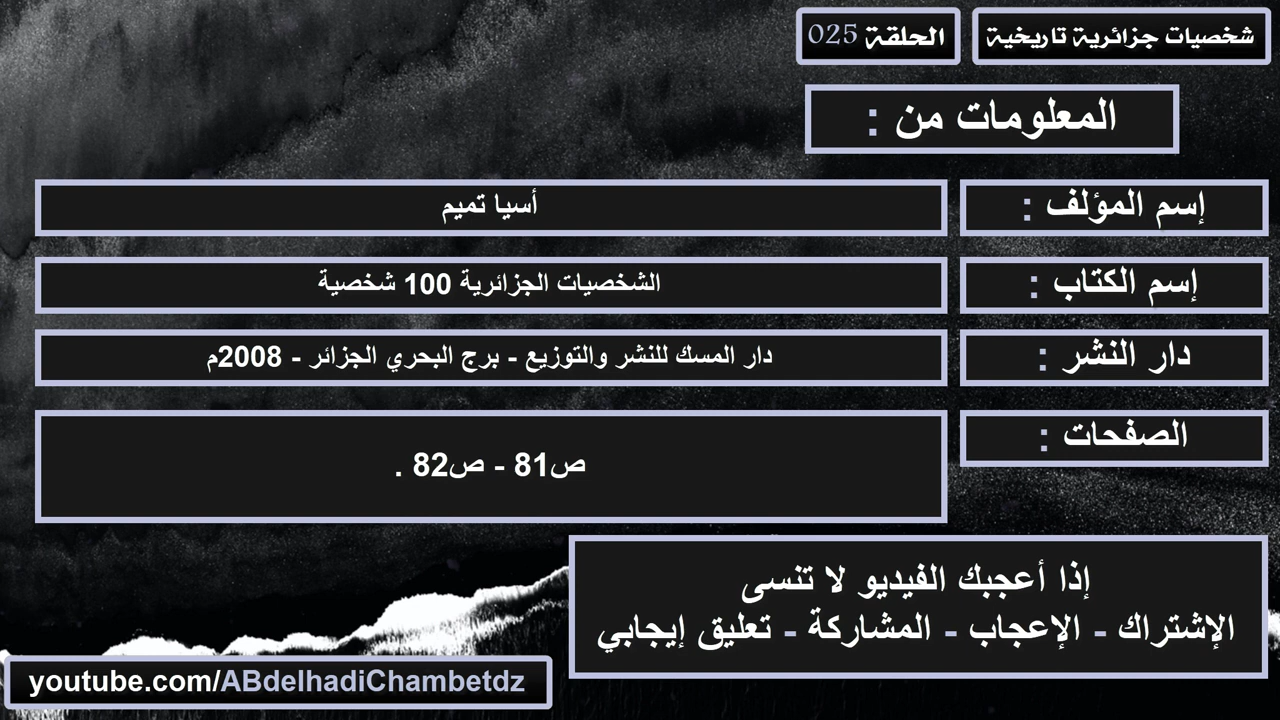 شخصيات جزائرية تاريخية
الحلقة 025
المعلومات من :
إسم المؤلف :
أسيا تميم
إسم الكتاب :
الشخصيات الجزائرية 100 شخصية
دار النشر :
دار المسك للنشر والتوزيع - برج البحري الجزائر - 2008م
الصفحات :
ص81 - ص82 .
إذا أعجبك الفيديو لا تنسى
الإشتراك - الإعجاب - المشاركة - تعليق إيجابي
youtube.com/ABdelhadiChambetdz